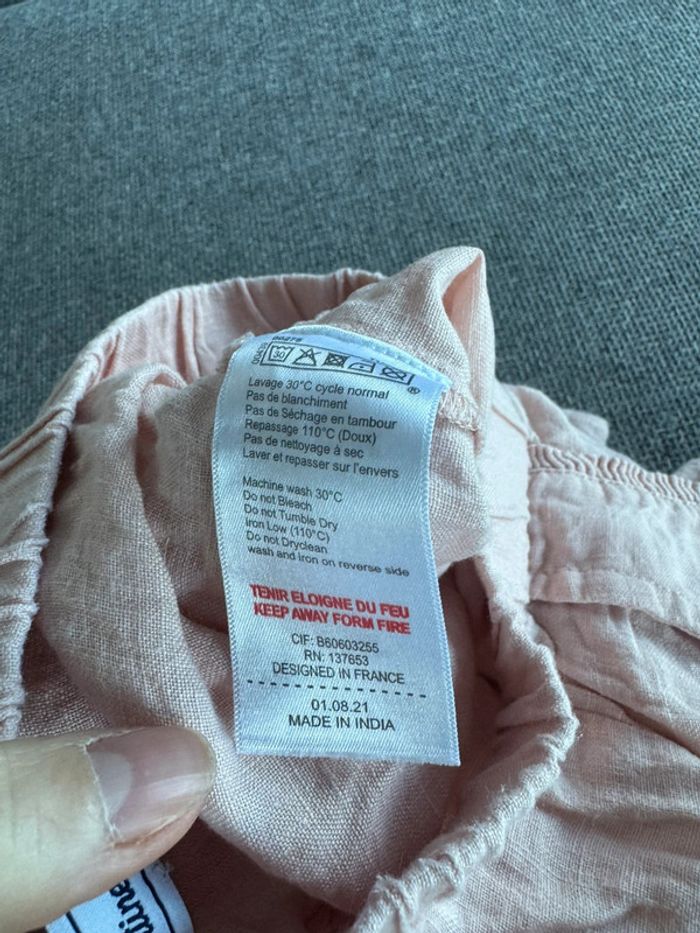 30
Lavage 30°C cycle normal
Pas de blanchiment
Pas de Séchage en tambour
Repassage 110°C (Doux)
Pas de nettoyage à sec
Laver et repasser sur l'envers
Machine wash 30°C
Do not Bleach
Do not Tumble Dry
Iron Low (110°C)
Do not Dryclean
wash and iron on reverse side
TENIR ELOIGNE DU FEU
KEEP AWAY FORM FIRE
CIF: B60603255
RN: 137653
DESIGNED IN FRANCE
01.08.21
MADE IN INDIA